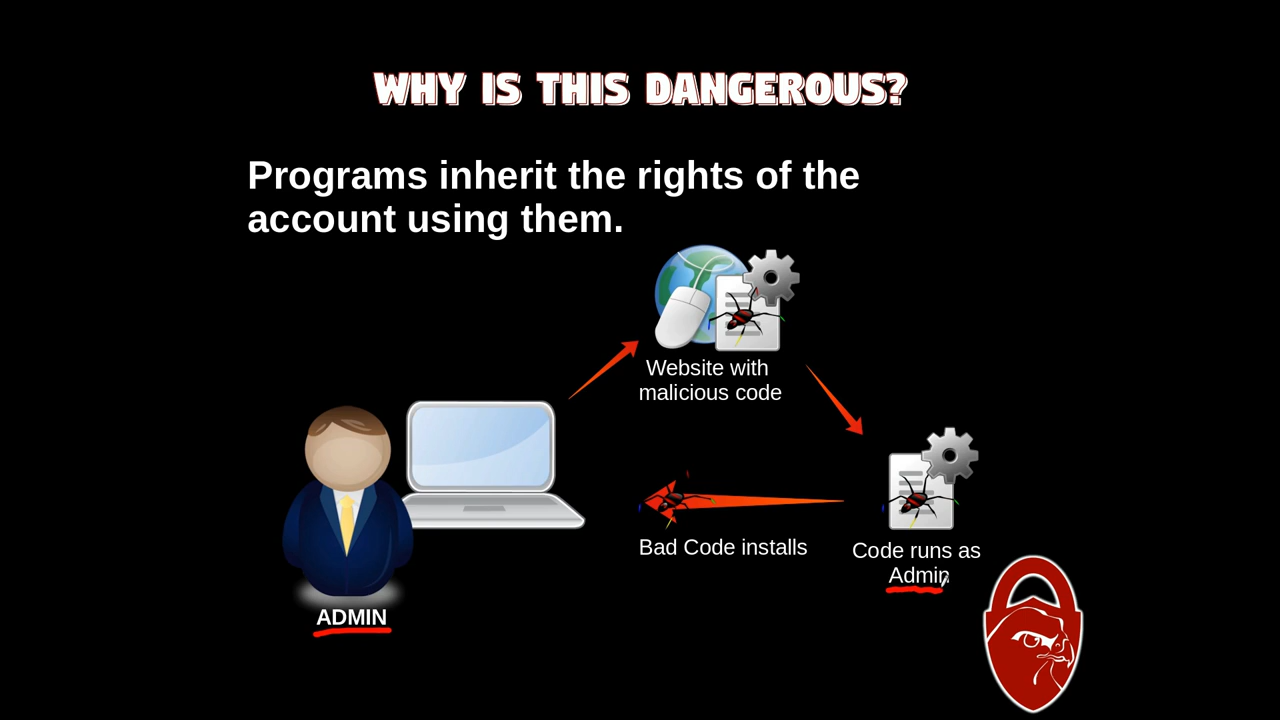 WHY IS THIS DANGEROUS?
Programs inherit the rights of the
account using them.
Website with
malicious code
Bad Code installs
Code runs as
Admin
ADMIN